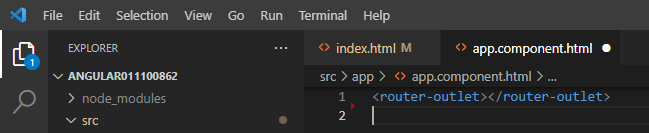 File Edit Selection View Go Run Terminal Help
EXPLORER ...
index.html M app.component.html
1
ANGULAR011100862
src > app > app.component.html > ...
> node_modules
1 <router-outlet></router-outlet>
src
2